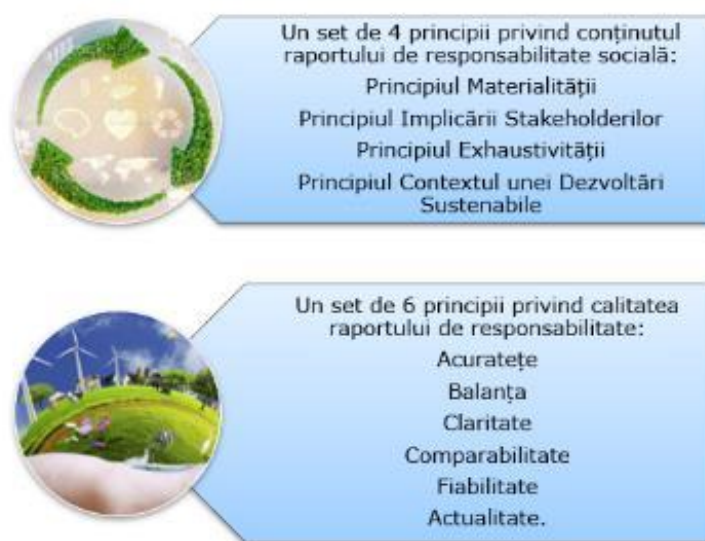 Un set de 4 principii privind conținutul
raportului de responsabilitate socială:
Principiul Materialității
Principiul Implicării Stakeholderilor
Principiul Exhaustivității
Principiul Contextul unei Dezvoltări
Sustenabile
Un set de 6 principii privind calitatea
raportului de responsabilitate:
Acuratețe
Balanța
Claritate
Comparabilitate
Fiabilitate
Actualitate.